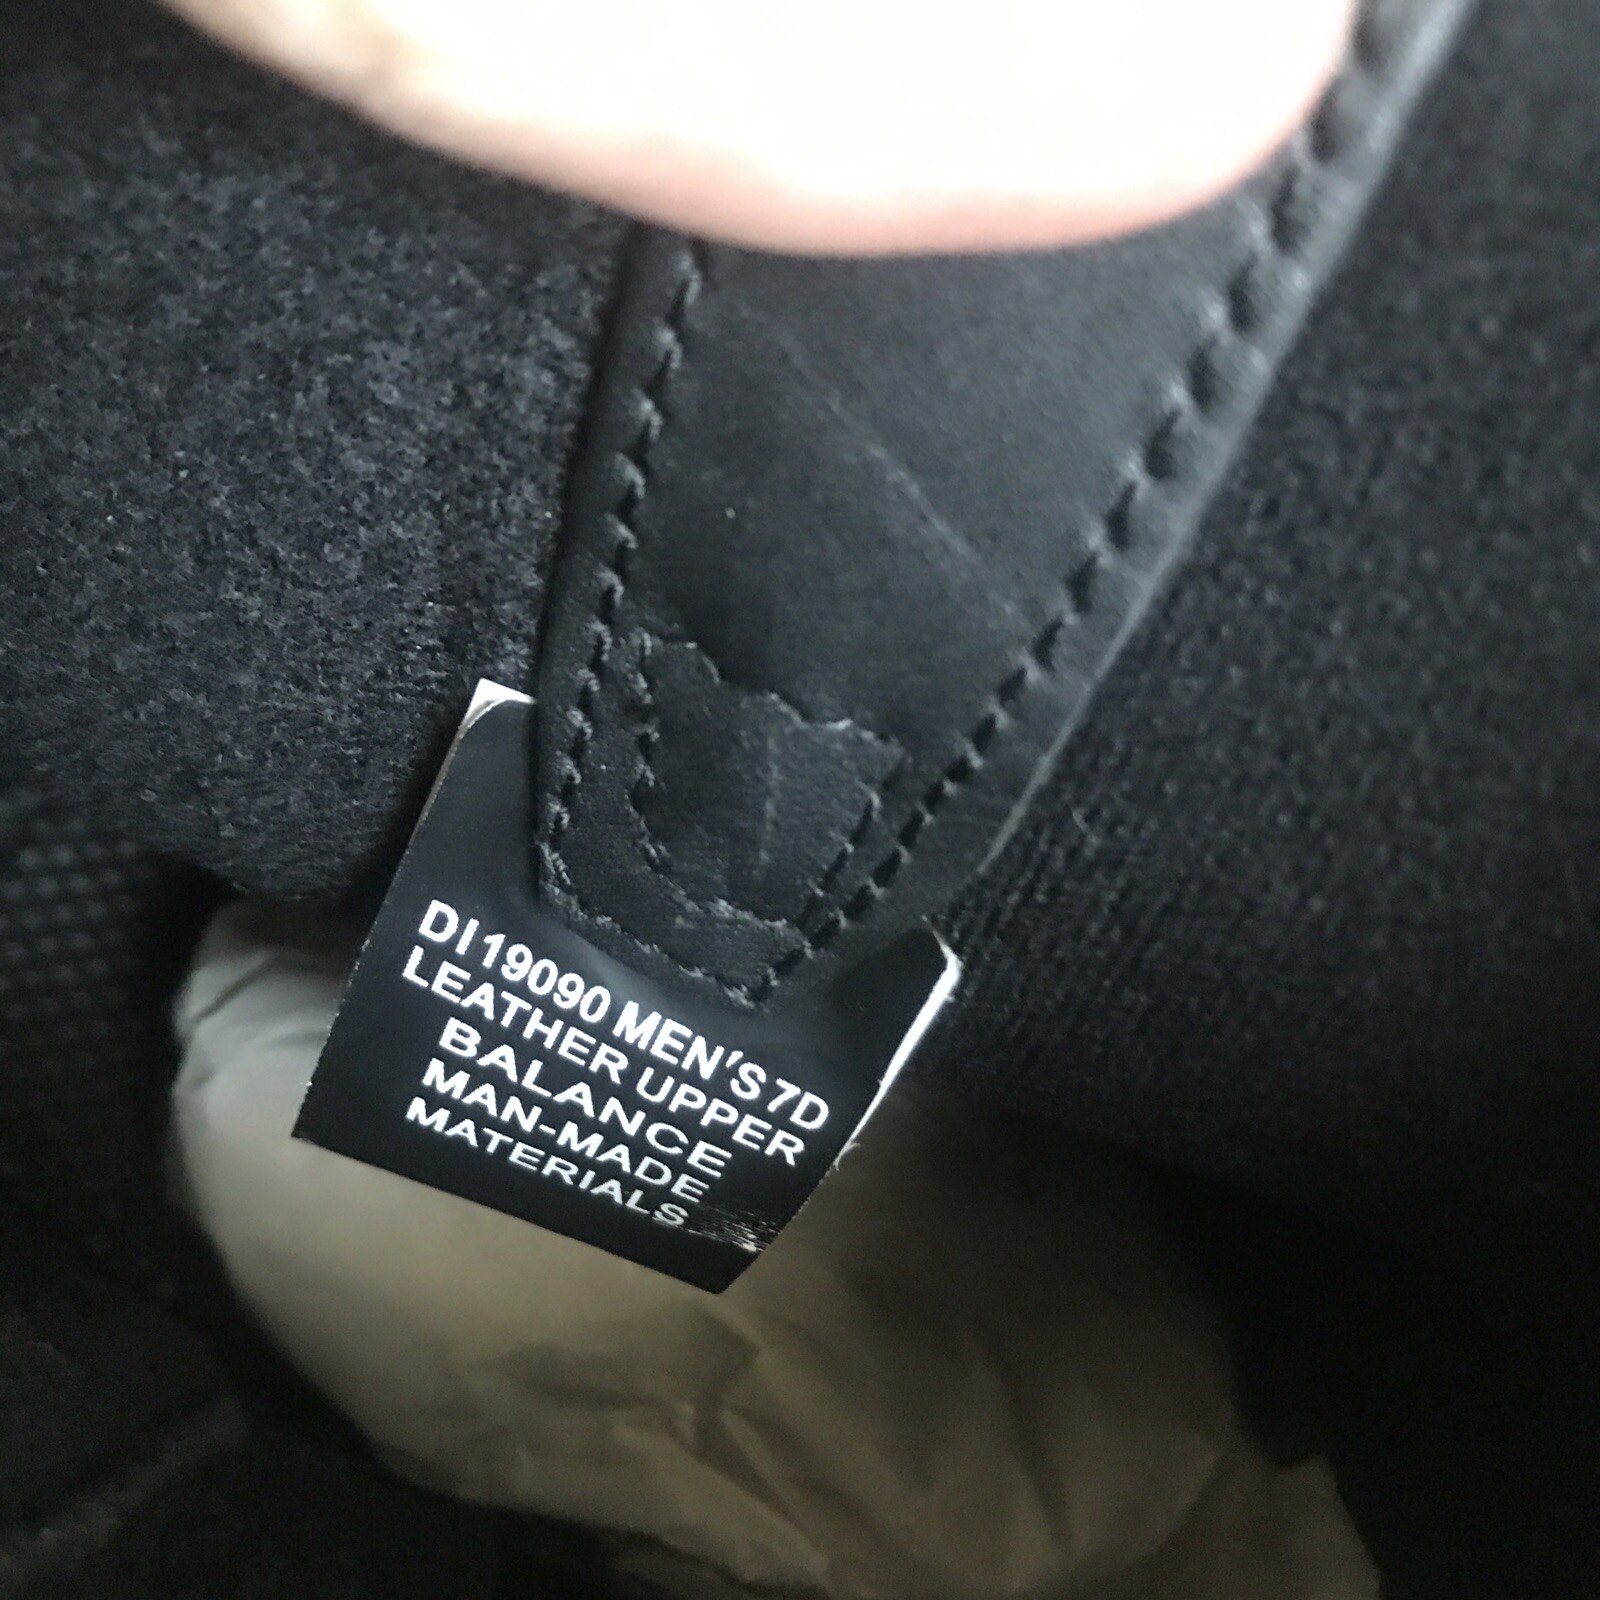 DI19090 MEN'S 7D
LEATHER UPPER
BALANCE
MAN-MADE
MATERIALS